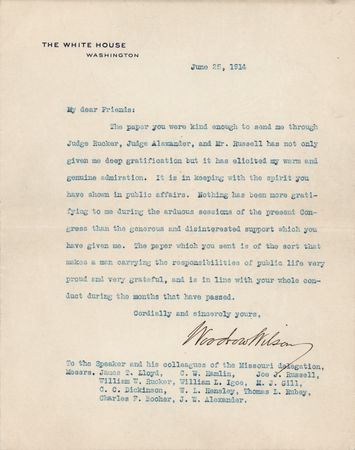 THE WHITE HOUSE
WASHINGTON
June 25, 1914
My dear Friends:
The paper you were kind enough to send me through
Judge Rucker, Judge Alexander, and Mr. Russell has not only
given me deep gratification but it has elicited my warm and
genuine admiration. It is in keeping with the spirit you
have shown in public affairs. Nothing has been more grati-
fying to me during the arduous sessions of the present Con-
gress than the generous and disinterested support which you
have given me. The paper which you sent is of the sort that
makes a man carrying the responsibilities of public life very
proud and very grateful, and is in line with your whole con-
duct during the months that have passed.
Cordially and sincerely yours,
Woodrow Wilson
To the Speaker and his colleagues of the Missouri delegation,
Messrs. James T. Lloyd, C. W. Hamlin, Joe J. Russell,
William W. Rucker, William L. Igoe, M. J. Gill,
C. C. Dickinson, W. L. Hensley, Thomas L. Rubey,
Charles F. Booher, J. W. Alexander.